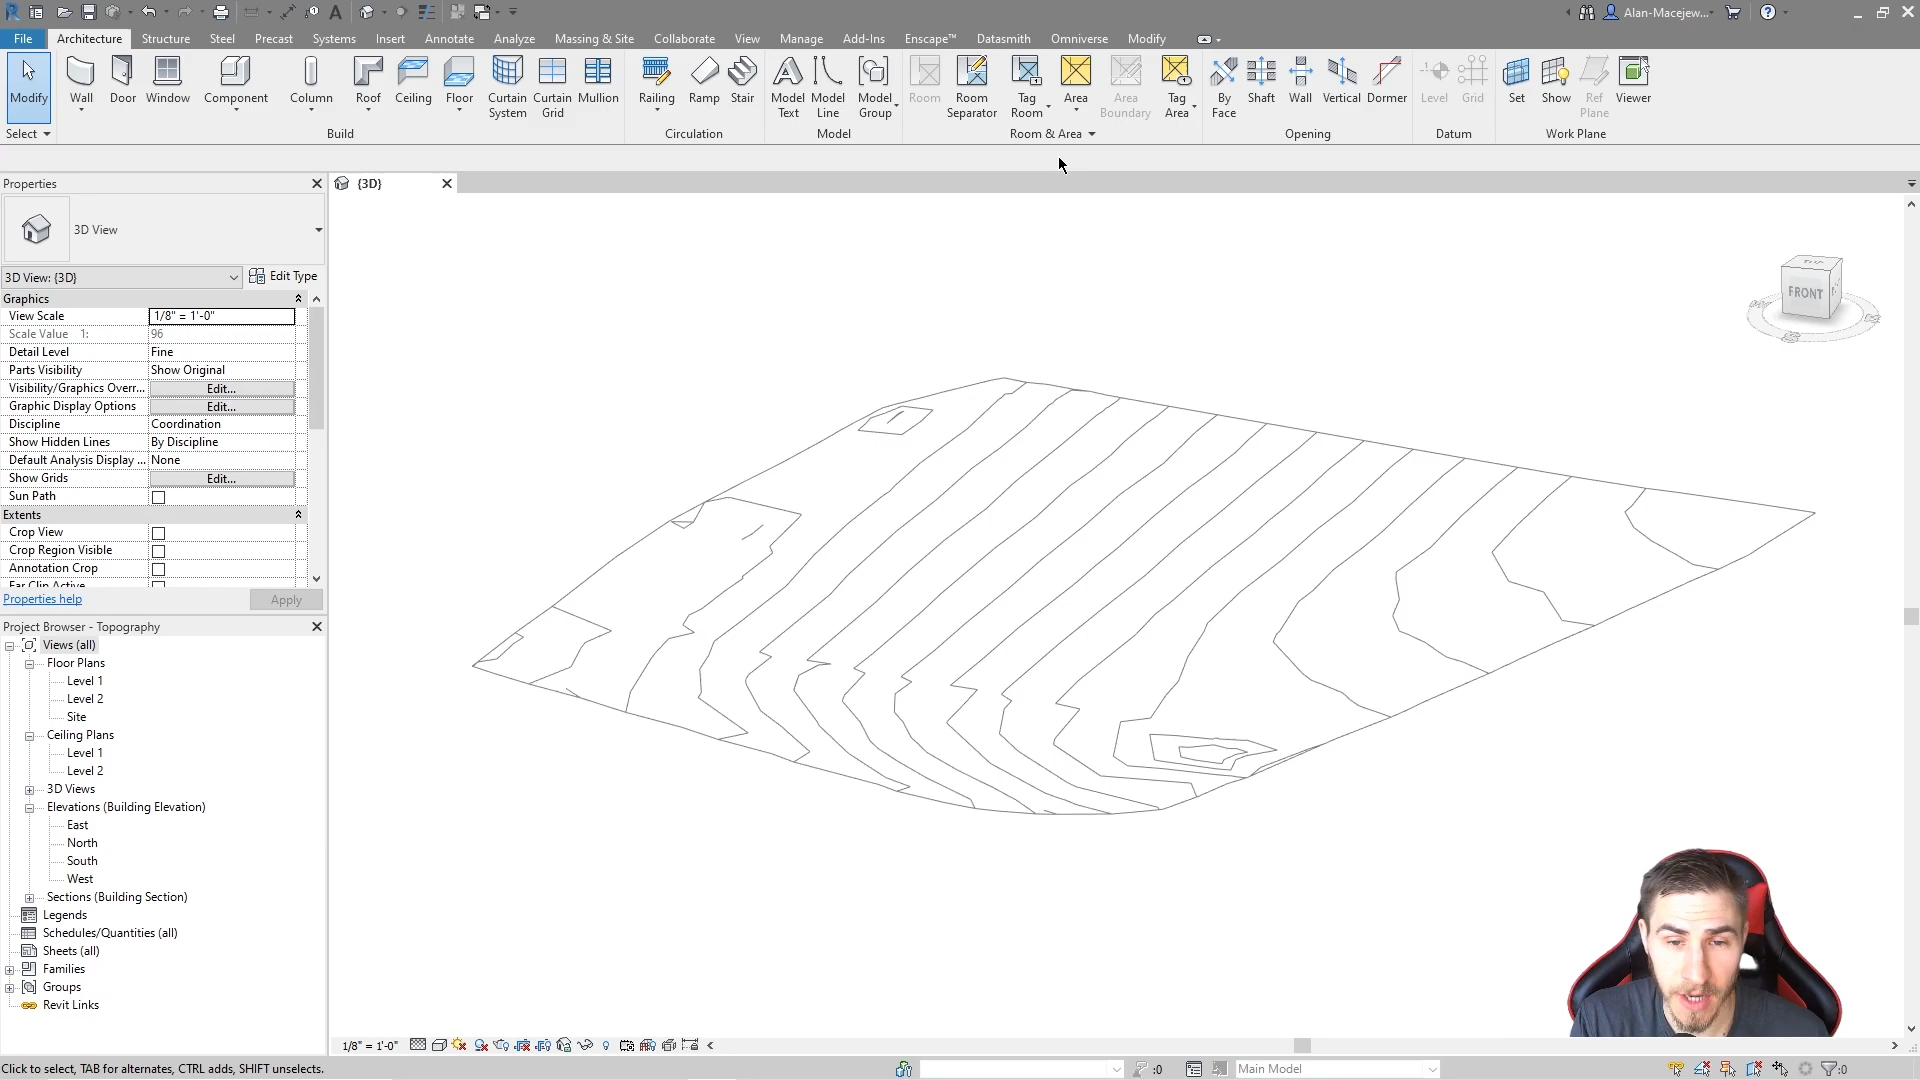 Alan-Macejew...
File Architecture Structure Steel Precast Systems Insert Annotate Analyze Massing & Site Collaborate View Manage Add-Ins Enscape™ Datasmith Omniverse Modify
Modify Wall Door Window Component Column Roof Ceiling Floor Curtain System Curtain Grid Mullion Railing Ramp Stair Model Text Model Line Model Group Room Room Separator Tag Room Area Area Boundary Tag Area By Face Shaft Wall Vertical Dormer Level Grid Set Show Ref Plane Viewer
Select Build Circulation Model Room & Area Opening Datum Work Plane
Properties
{3D}
3D View
3D View: {3D} Edit Type
Graphics
View Scale 1/8" = 1'-0"
Scale Value 1: 96
Detail Level Fine
Parts Visibility Show Original
Visibility/Graphics Overr... Edit...
Graphic Display Options Edit...
Discipline Coordination
Show Hidden Lines By Discipline
Default Analysis Display ... None
Show Grids Edit...
Sun Path
Extents
Crop View
Crop Region Visible
Annotation Crop
Far Clip Active
Properties help Apply
Project Browser - Topography
Views (all)
Floor Plans
Level 1
Level 2
Site
Ceiling Plans
Level 1
Level 2
3D Views
Elevations (Building Elevation)
East
North
South
West
Sections (Building Section)
Legends
Schedules/Quantities (all)
Sheets (all)
Families
Groups
Revit Links
TOP
FRONT
1/8" = 1'-0"
Click to select, TAB for alternates, CTRL adds, SHIFT unselects.
:0
Main Model
:0